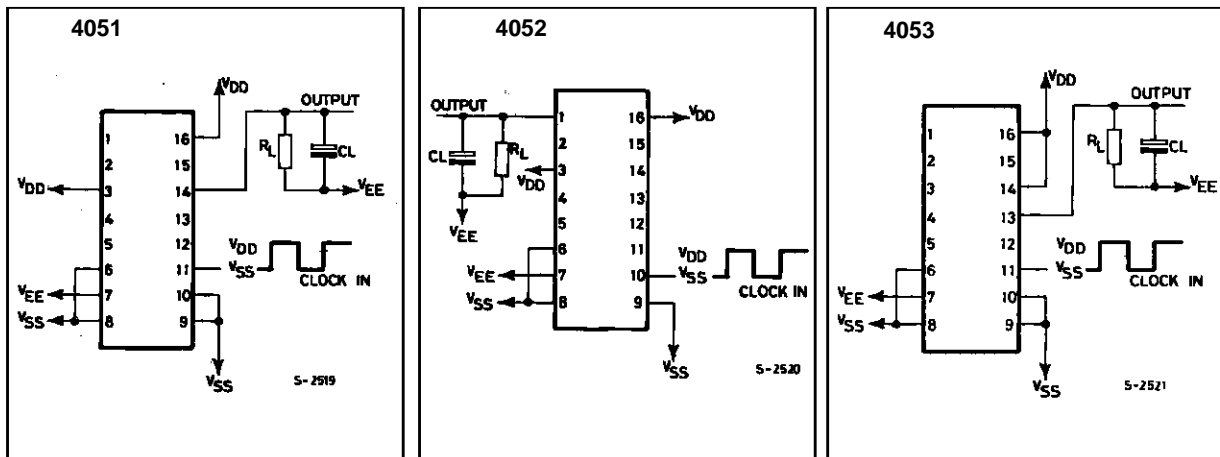 4051
VDD
OUTPUT
1 16
RL CL
2 15
VDD 3 14 VEE
4 13
5 12 VDD
6 11 VSS
CLOCK IN
VEE 7 10
VSS 8 9
VSS
S-2519
4052
OUTPUT
1 16 VDD
2 15
CL RL
3 14
VDD
4 13
5 12
VEE
6 11 VDD
VEE 7 10 VSS
CLOCK IN
VSS 8 9
VSS
S-2520
4053
VDD
OUTPUT
1 16
RL CL
2 15
3 14 VEE
4 13
5 12 VDD
6 11 VSS
CLOCK IN
VEE 7 10
VSS 8 9
VSS
S-2521